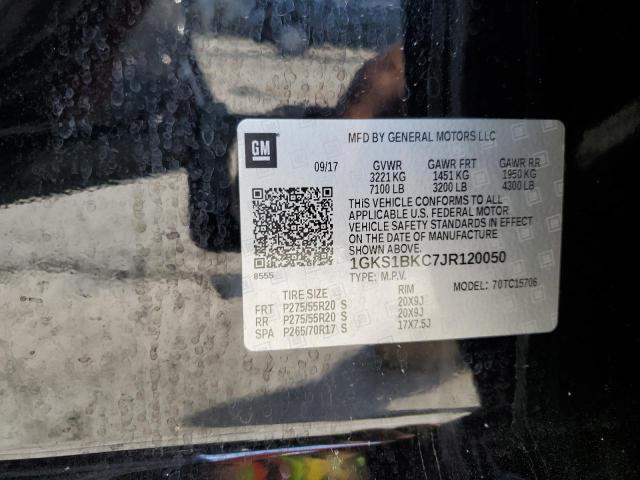 GM
MFD BY GENERAL MOTORS LLC
09/17 GVWR GAWR FRT GAWR RR
3221 KG 1451 KG 1950 KG
7100 LB 3200 LB 4300 LB
THIS VEHICLE CONFORMS TO ALL
APPLICABLE U.S. FEDERAL MOTOR
VEHICLE SAFETY STANDARDS IN
EFFECT ON THE DATE OF MANUFACTURE
SHOWN ABOVE.
8555
1GKS1BKC7JR120050
TYPE: M.P.V. MODEL: 70TC15706
TIRE SIZE RIM
FRT P275/55R20 S 20X9J
RR P275/55R20 S 20X9J
SPA P265/70R17 S 17X7.5J